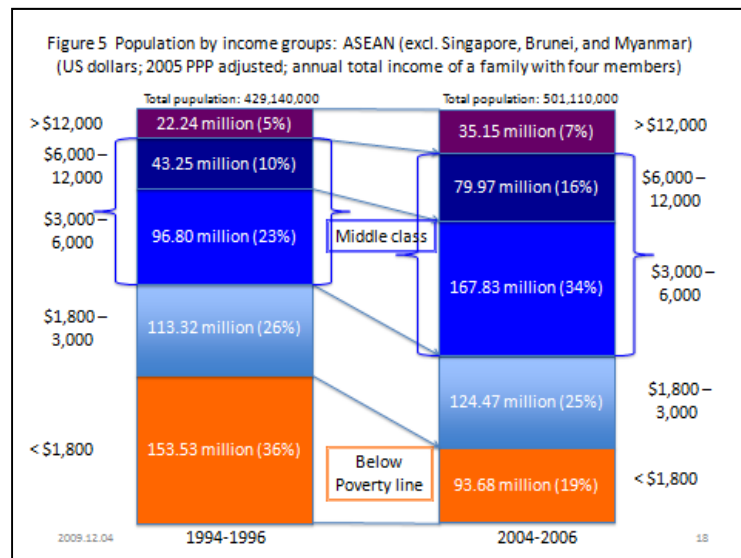 Figure 5 Population by income groups: ASEAN (excl. Singapore, Brunei, and Myanmar)
(US dollars; 2005 PPP adjusted; annual total income of a family with four members)
Total pupulation: 429,140,000
Total population: 501,110,000
> $12,000
22.24 million (5%)
35.15 million (7%)
> $12,000
$6,000 –
12,000
43.25 million (10%)
79.97 million (16%)
$6,000 –
12,000
$3,000 –
6,000
96.80 million (23%)
Middle class
167.83 million (34%)
$3,000 –
6,000
$1,800 –
3,000
113.32 million (26%)
124.47 million (25%)
$1,800 –
3,000
< $1,800
153.53 million (36%)
Below
Poverty line
93.68 million (19%)
< $1,800
2009.12.04
1994-1996
2004-2006
18